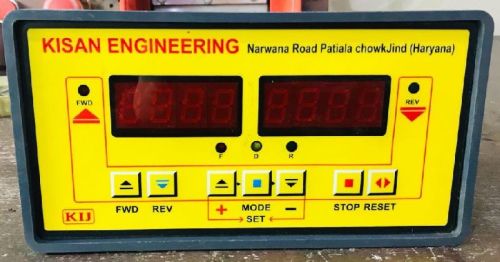 KISAN ENGINEERING Narwana Road Patiala chowkJind (Haryana)
FWD
REV
F D R
FWD REV + MODE − STOP RESET
SET
KIJ